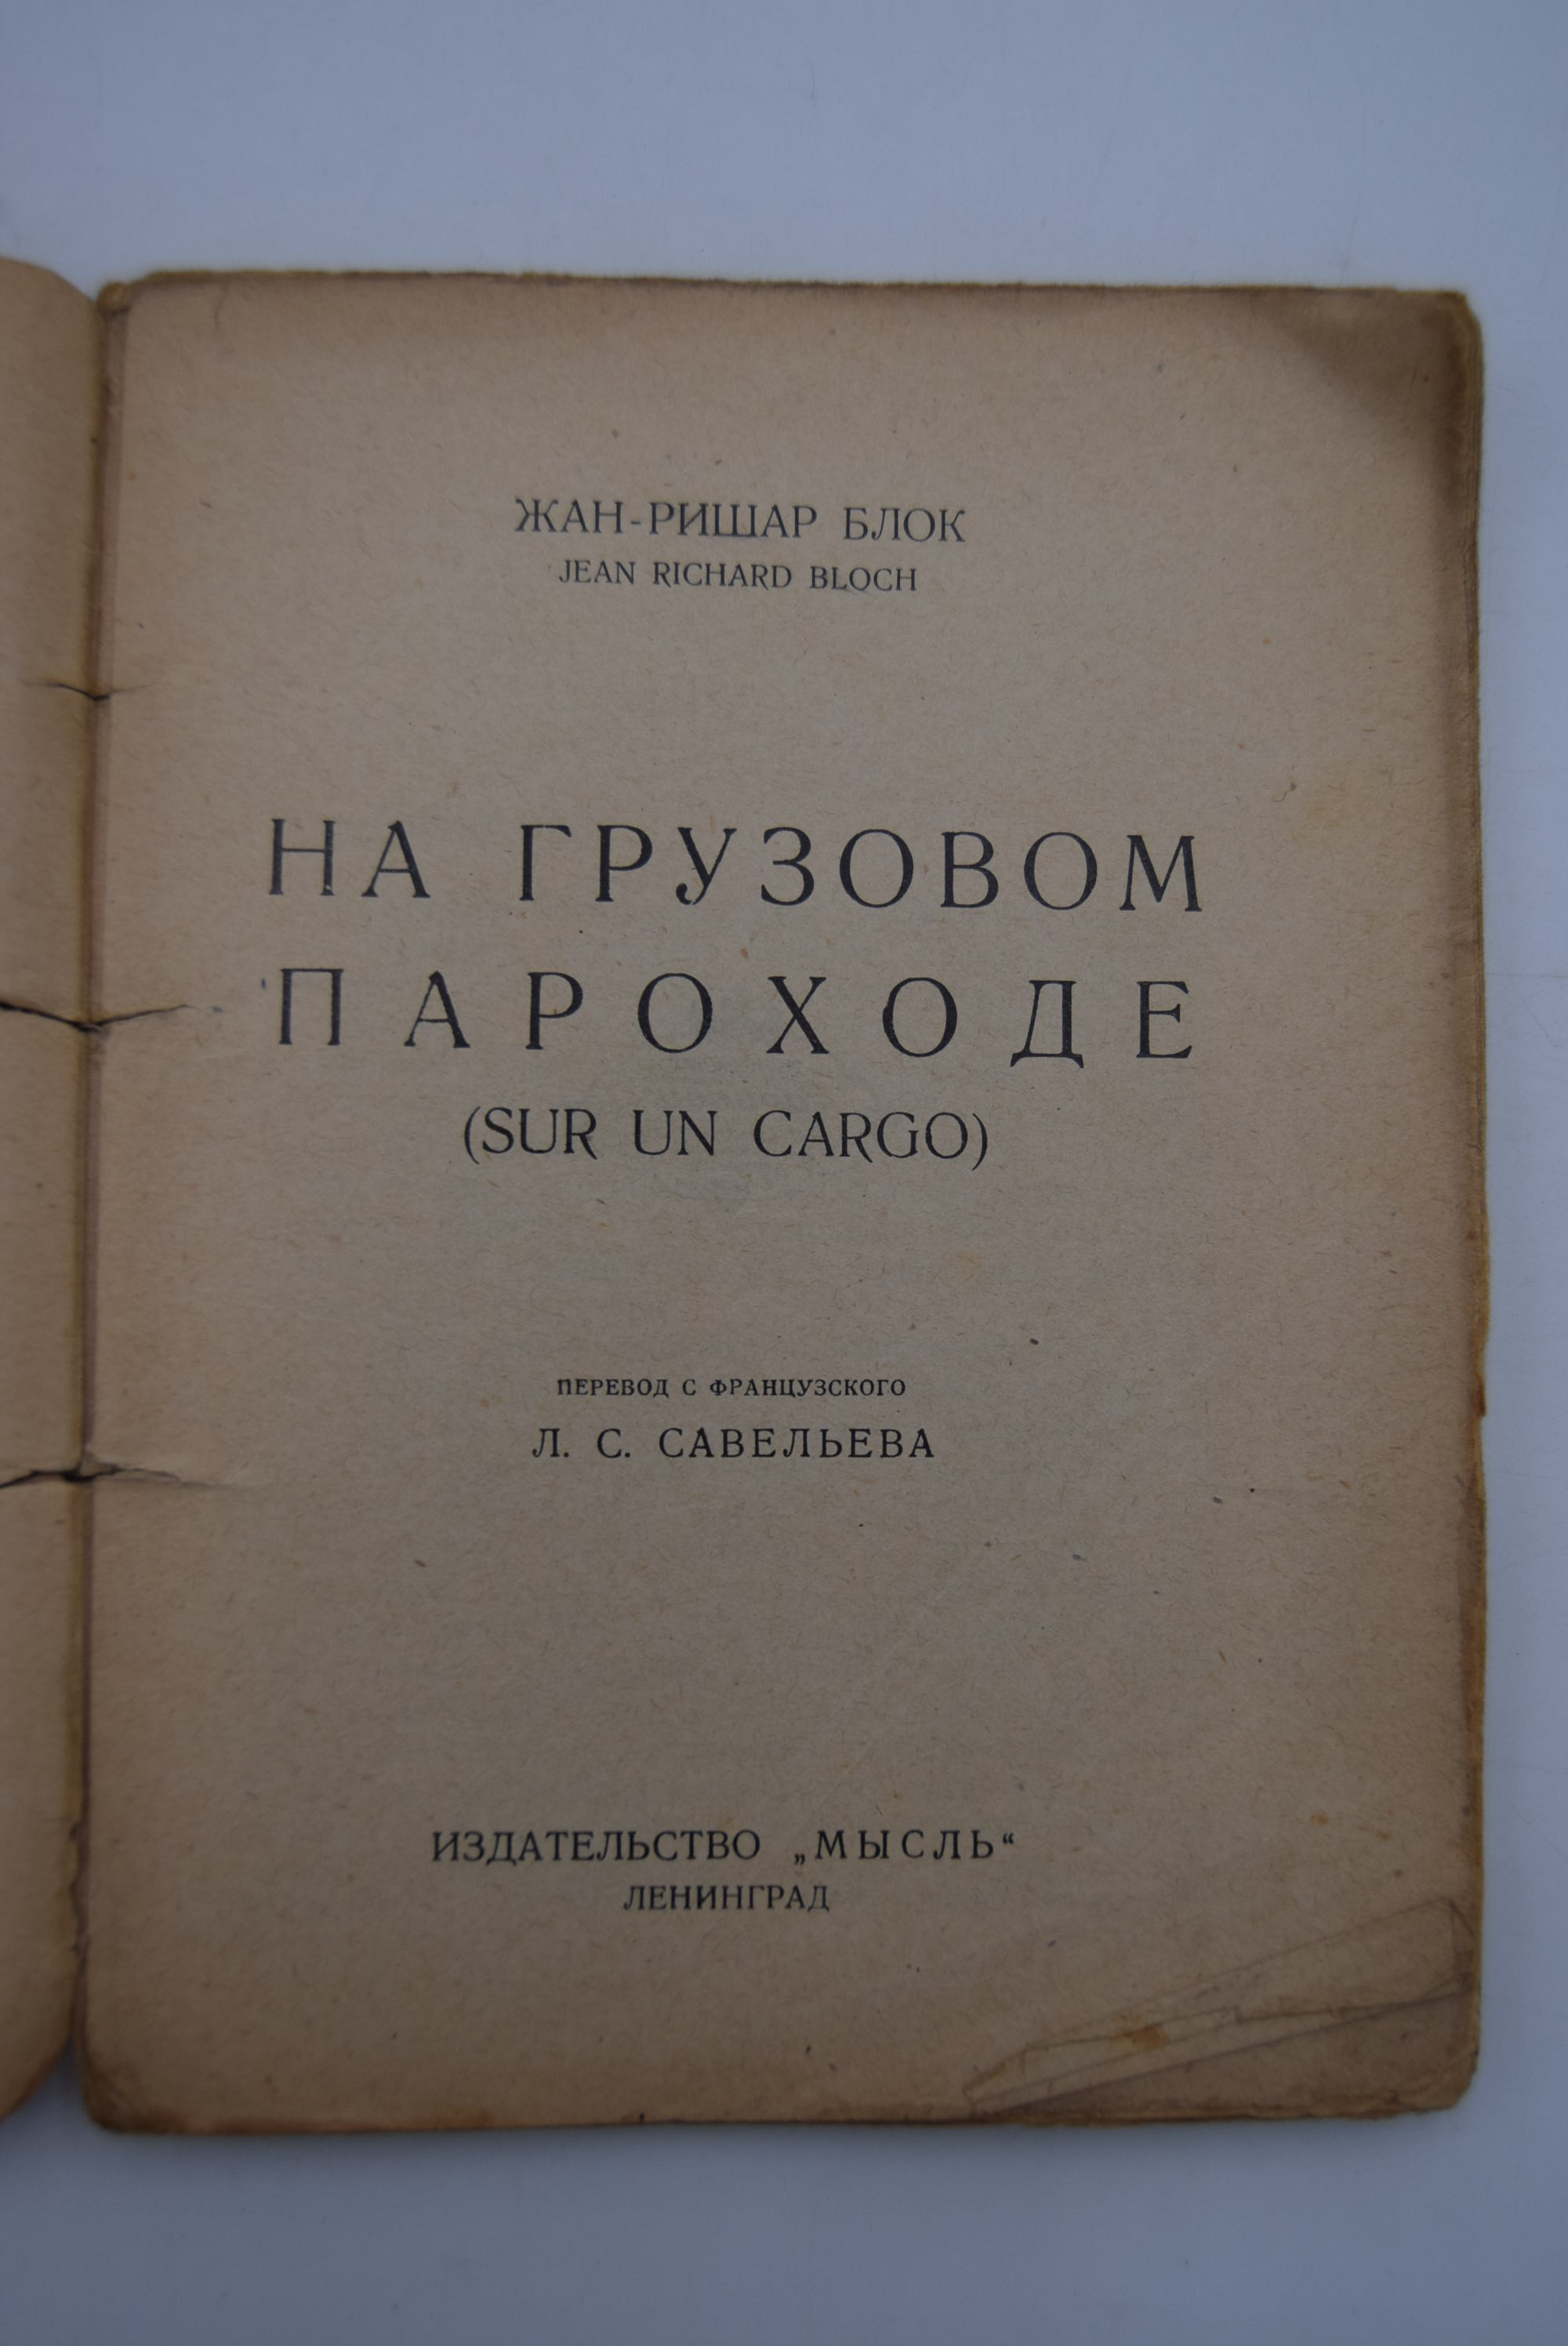 ЖАН-РИШАР БЛОК
JEAN RICHARD BLOCH
НА ГРУЗОВОМ
ПАРОХОДЕ
(SUR UN CARGO)
ПЕРЕВОД С ФРАНЦУЗСКОГО
Л. С. САВЕЛЬЕВА
ИЗДАТЕЛЬСТВО „МЫСЛЬ“
ЛЕНИНГРАД